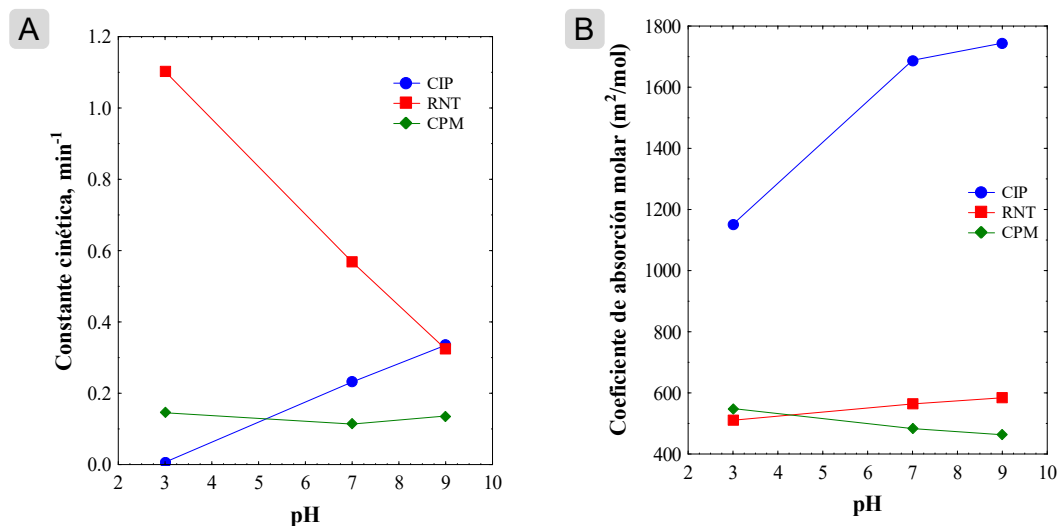 A
Constante cinética, min-1
1.2
1.0
0.8
0.6
0.4
0.2
0.0
2 3 4 5 6 7 8 9 10
pH
CIP
RNT
CPM
B
Coeficiente de absorción molar (m2/mol)
1800
1600
1400
1200
1000
800
600
400
2 3 4 5 6 7 8 9 10
pH
CIP
RNT
CPM